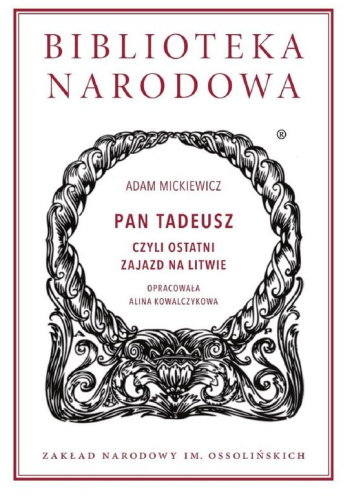 BIBLIOTEKA
NARODOWA
®
ADAM MICKIEWICZ
PAN TADEUSZ
CZYLI OSTATNI
ZAJAZD NA LITWIE
OPRACOWAŁA
ALINA KOWALCZYKOWA
ZAKŁAD NARODOWY IM. OSSOLIŃSKICH